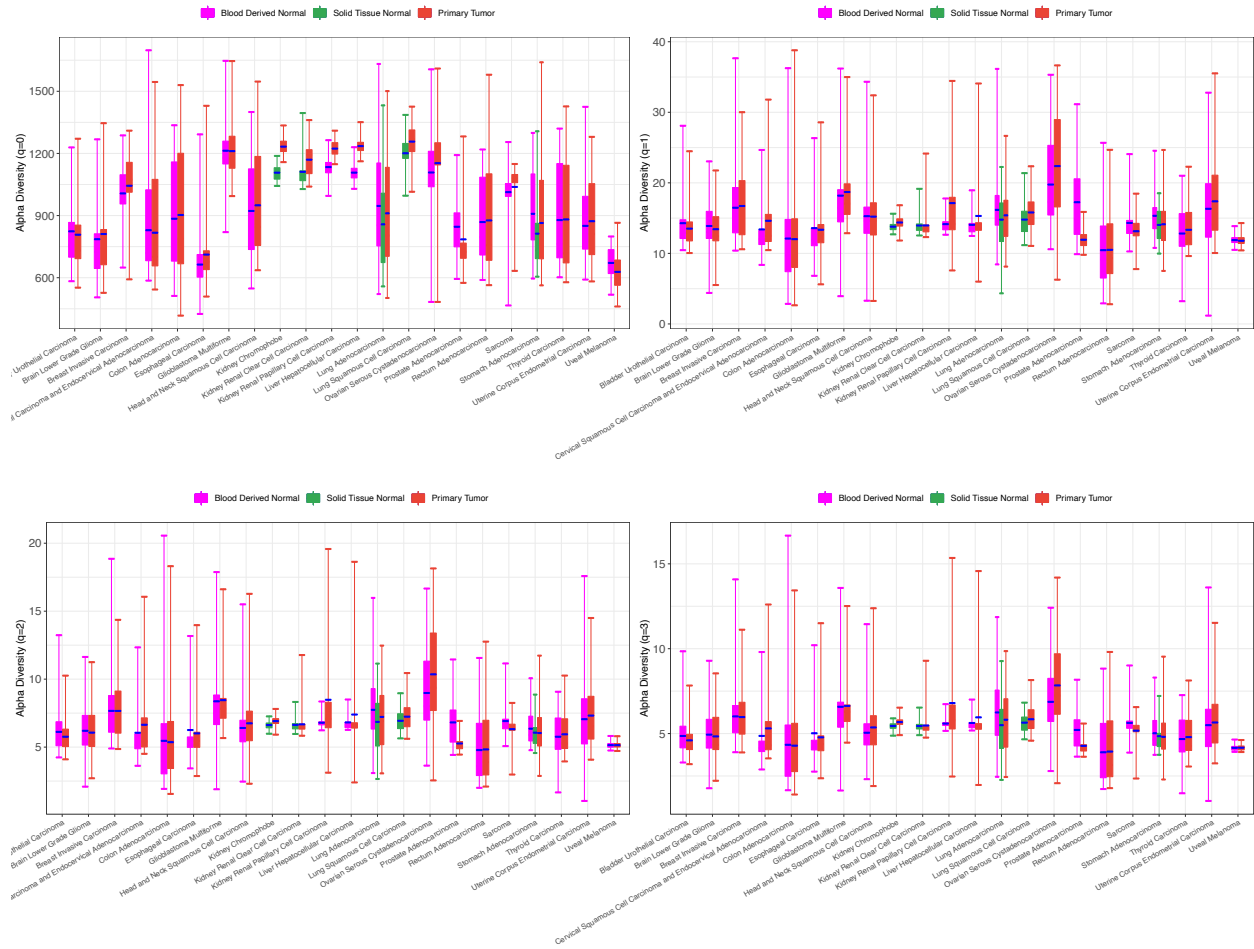 Blood Derived Normal Solid Tissue Normal Primary Tumor
Alpha Diversity (q=0)
1500
1200
900
600
Urothelial Carcinoma
Brain Lower Grade Glioma
Breast Invasive Carcinoma
l Carcinoma and Endocervical Adenocarcinoma
Colon Adenocarcinoma
Esophageal Carcinoma
Glioblastoma Multiforme
Head and Neck Squamous Cell Carcinoma
Kidney Chromophobe
Kidney Renal Clear Cell Carcinoma
Kidney Renal Papillary Cell Carcinoma
Liver Hepatocellular Carcinoma
Lung Adenocarcinoma
Lung Squamous Cell Carcinoma
Ovarian Serous Cystadenocarcinoma
Prostate Adenocarcinoma
Rectum Adenocarcinoma
Sarcoma
Stomach Adenocarcinoma
Thyroid Carcinoma
Uterine Corpus Endometrial Carcinoma
Uveal Melanoma
Blood Derived Normal Solid Tissue Normal Primary Tumor
Alpha Diversity (q=1)
40
30
20
10
0
Bladder Urothelial Carcinoma
Brain Lower Grade Glioma
Breast Invasive Carcinoma
Cervical Squamous Cell Carcinoma and Endocervical Adenocarcinoma
Colon Adenocarcinoma
Esophageal Carcinoma
Glioblastoma Multiforme
Head and Neck Squamous Cell Carcinoma
Kidney Chromophobe
Kidney Renal Clear Cell Carcinoma
Kidney Renal Papillary Cell Carcinoma
Liver Hepatocellular Carcinoma
Lung Adenocarcinoma
Lung Squamous Cell Carcinoma
Ovarian Serous Cystadenocarcinoma
Prostate Adenocarcinoma
Rectum Adenocarcinoma
Sarcoma
Stomach Adenocarcinoma
Thyroid Carcinoma
Uterine Corpus Endometrial Carcinoma
Uveal Melanoma
Blood Derived Normal Solid Tissue Normal Primary Tumor
Alpha Diversity (q=2)
20
15
10
5
thelial Carcinoma
Brain Lower Grade Glioma
Breast Invasive Carcinoma
arcinoma and Endocervical Adenocarcinoma
Colon Adenocarcinoma
Esophageal Carcinoma
Glioblastoma Multiforme
Head and Neck Squamous Cell Carcinoma
Kidney Chromophobe
Kidney Renal Clear Cell Carcinoma
Kidney Renal Papillary Cell Carcinoma
Liver Hepatocellular Carcinoma
Lung Adenocarcinoma
Lung Squamous Cell Carcinoma
Ovarian Serous Cystadenocarcinoma
Prostate Adenocarcinoma
Rectum Adenocarcinoma
Sarcoma
Stomach Adenocarcinoma
Thyroid Carcinoma
Uterine Corpus Endometrial Carcinoma
Uveal Melanoma
Blood Derived Normal Solid Tissue Normal Primary Tumor
Alpha Diversity (q=3)
15
10
5
Bladder Urothelial Carcinoma
Brain Lower Grade Glioma
Breast Invasive Carcinoma
Cervical Squamous Cell Carcinoma and Endocervical Adenocarcinoma
Colon Adenocarcinoma
Esophageal Carcinoma
Glioblastoma Multiforme
Head and Neck Squamous Cell Carcinoma
Kidney Chromophobe
Kidney Renal Clear Cell Carcinoma
Kidney Renal Papillary Cell Carcinoma
Liver Hepatocellular Carcinoma
Lung Adenocarcinoma
Lung Squamous Cell Carcinoma
Ovarian Serous Cystadenocarcinoma
Prostate Adenocarcinoma
Rectum Adenocarcinoma
Sarcoma
Stomach Adenocarcinoma
Thyroid Carcinoma
Uterine Corpus Endometrial Carcinoma
Uveal Melanoma